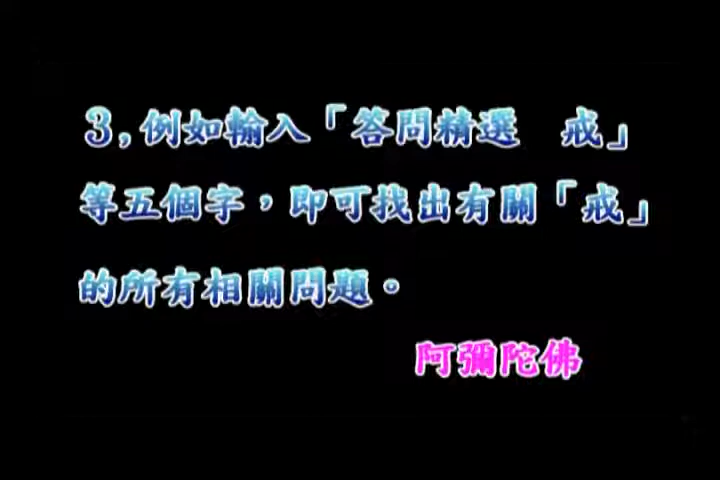 3,例如輸入「答問精選　戒」
等五個字，即可找出有關「戒」
的所有相關問題。
阿彌陀佛